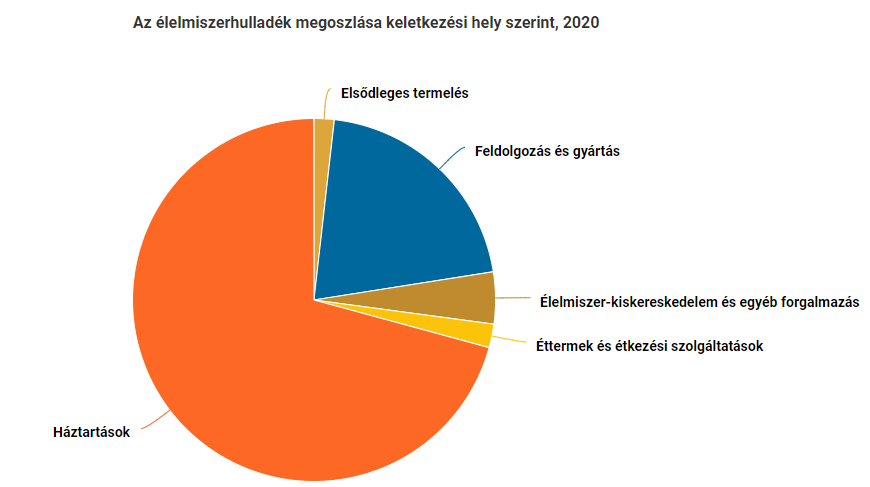 Az élelmiszerhulladék megoszlása keletkezési hely szerint, 2020
Elsődleges termelés
Feldolgozás és gyártás
Élelmiszer-kiskereskedelem és egyéb forgalmazás
Éttermek és étkezési szolgáltatások
Háztartások